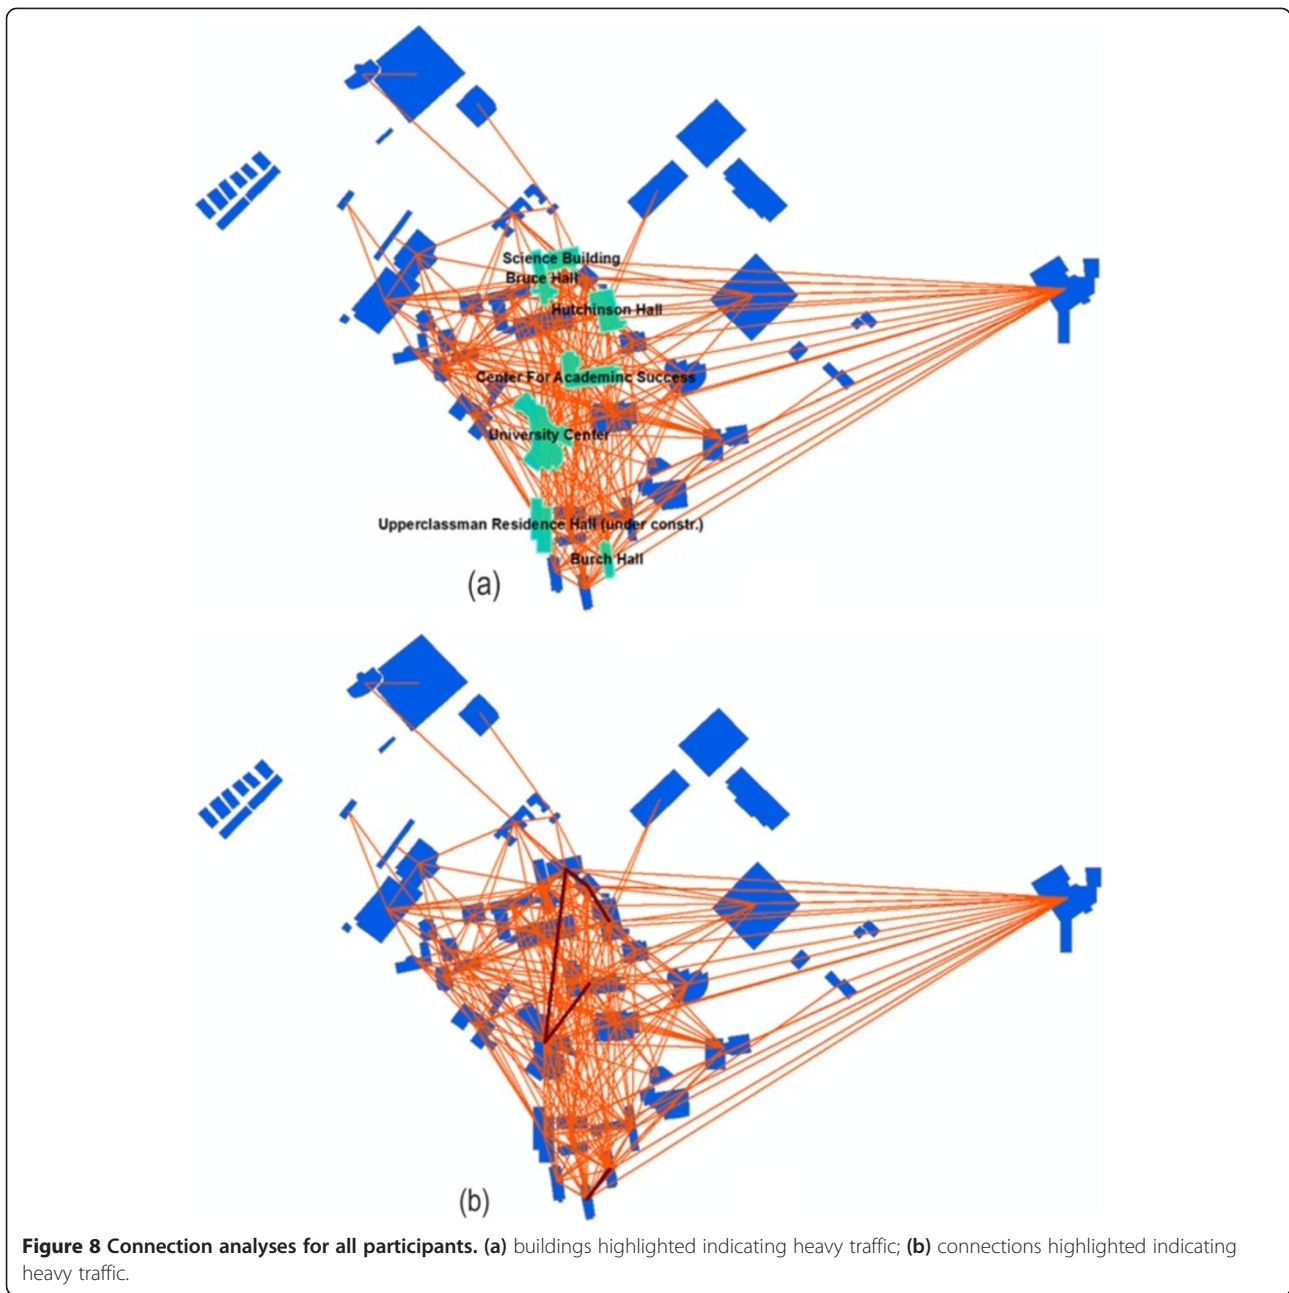 Science Building
Bruce Hall
Hutchinson Hall
Center For Academinc Success
University Center
Upperclassman Residence Hall (under constr.)
Burch Hall
(a)
(b)
Figure 8 Connection analyses for all participants. (a) buildings highlighted indicating heavy traffic; (b) connections highlighted indicating
heavy traffic.